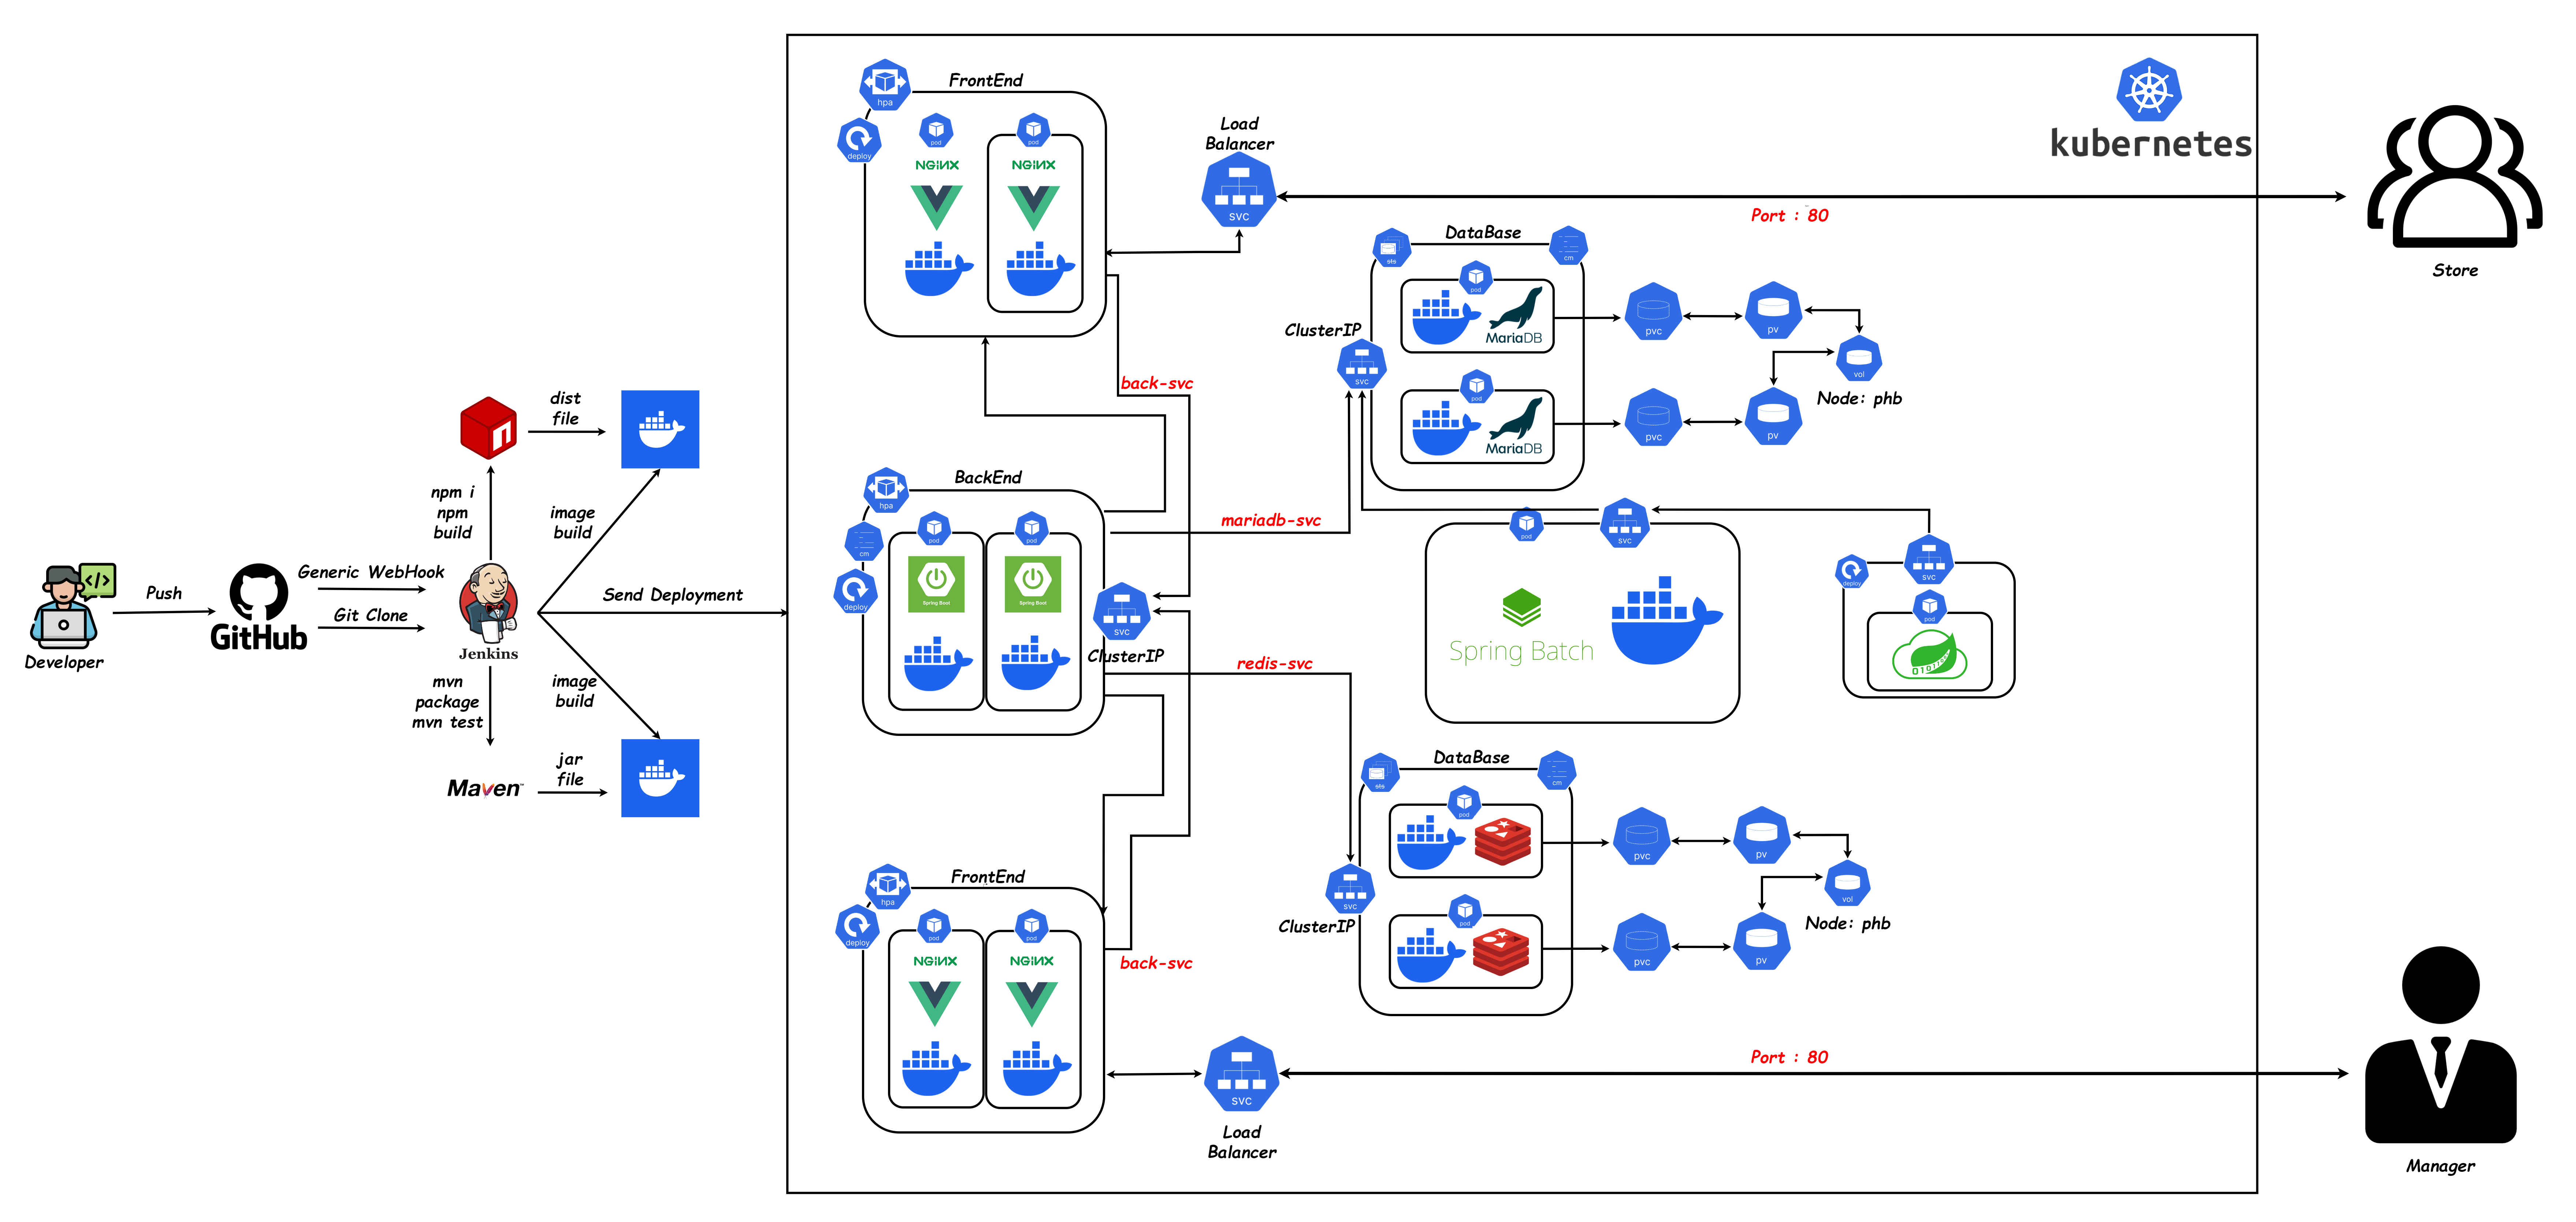 FrontEnd
hpa
deploy
pod
pod
NGINX
NGINX
Load
Balancer
svc
kubernetes
Port : 80
Store
DataBase
sts
cm
pod
MariaDB
pvc
pv
ClusterIP
svc
vol
Node: phb
pod
MariaDB
pvc
pv
back-svc
dist
file
npm i
npm
build
image
build
BackEnd
hpa
cm
deploy
pod
pod
Spring Boot
Spring Boot
mariadb-svc
svc
ClusterIP
redis-svc
pod
svc
Spring Batch
deploy
svc
pod
Developer
Push
GitHub
Generic WebHook
Git Clone
Jenkins
Send Deployment
mvn
package
mvn test
image
build
Maven™
jar
file
DataBase
sts
cm
pod
pvc
pv
svc
ClusterIP
vol
Node: phb
pod
pvc
pv
FrontEnd
hpa
deploy
pod
pod
NGINX
NGINX
back-svc
svc
Load
Balancer
Port : 80
Manager